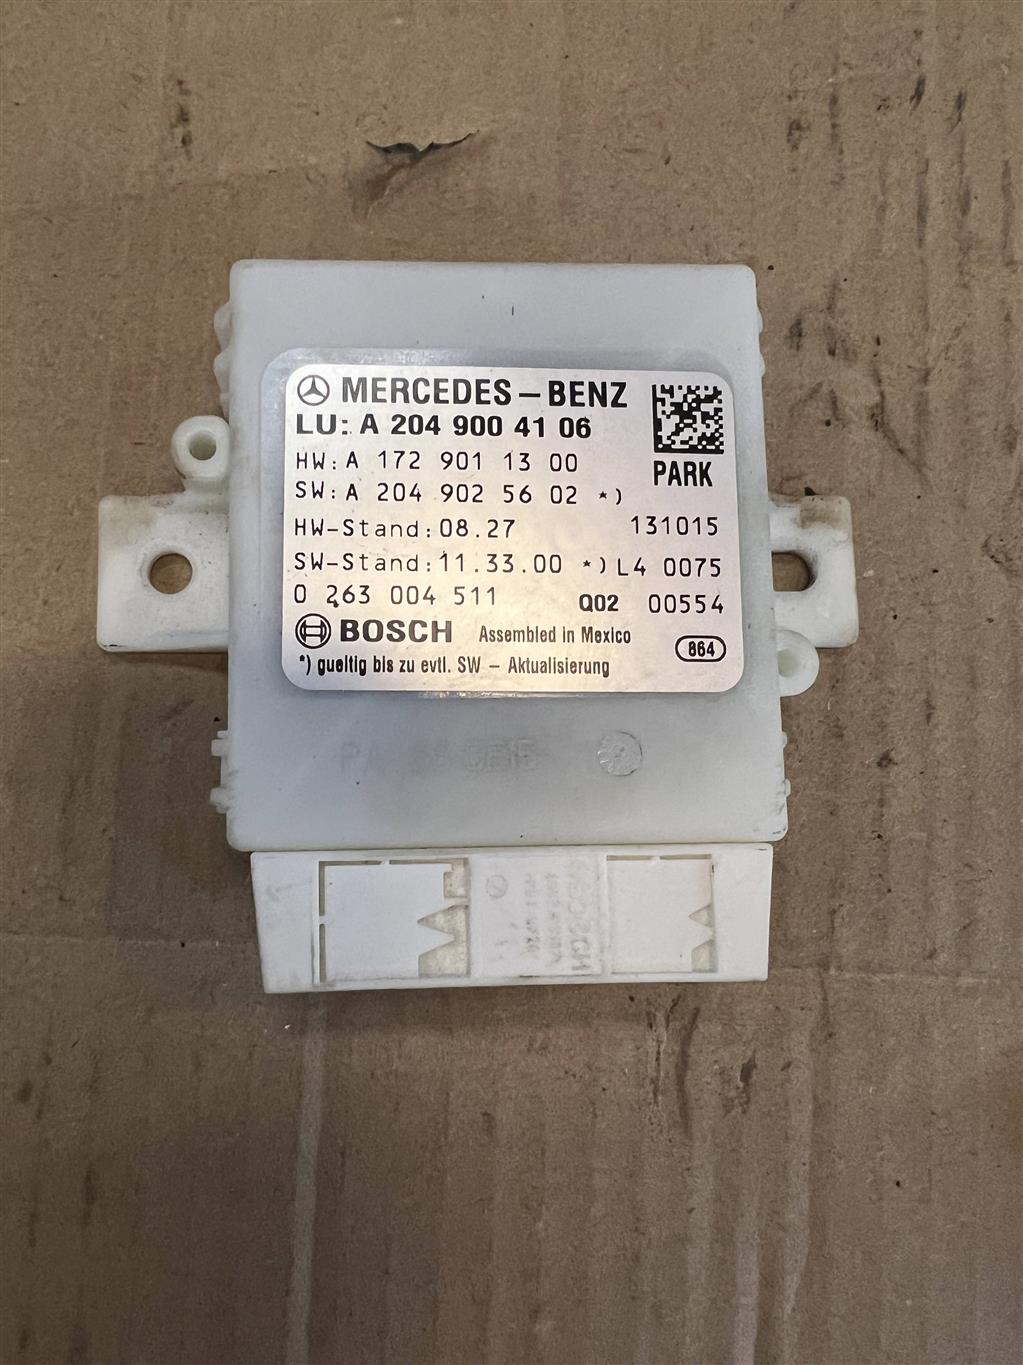 MERCEDES-BENZ
LU: A 204 900 41 06
PARK
HW: A 172 901 13 00
SW: A 204 902 56 02 *)
HW-Stand: 08.27 131015
SW-Stand: 11.33.00 *) L4 0075
0 263 004 511 Q02 00554
BOSCH Assembled in Mexico 864
*) gueltig bis zu evtl. SW - Aktualisierung